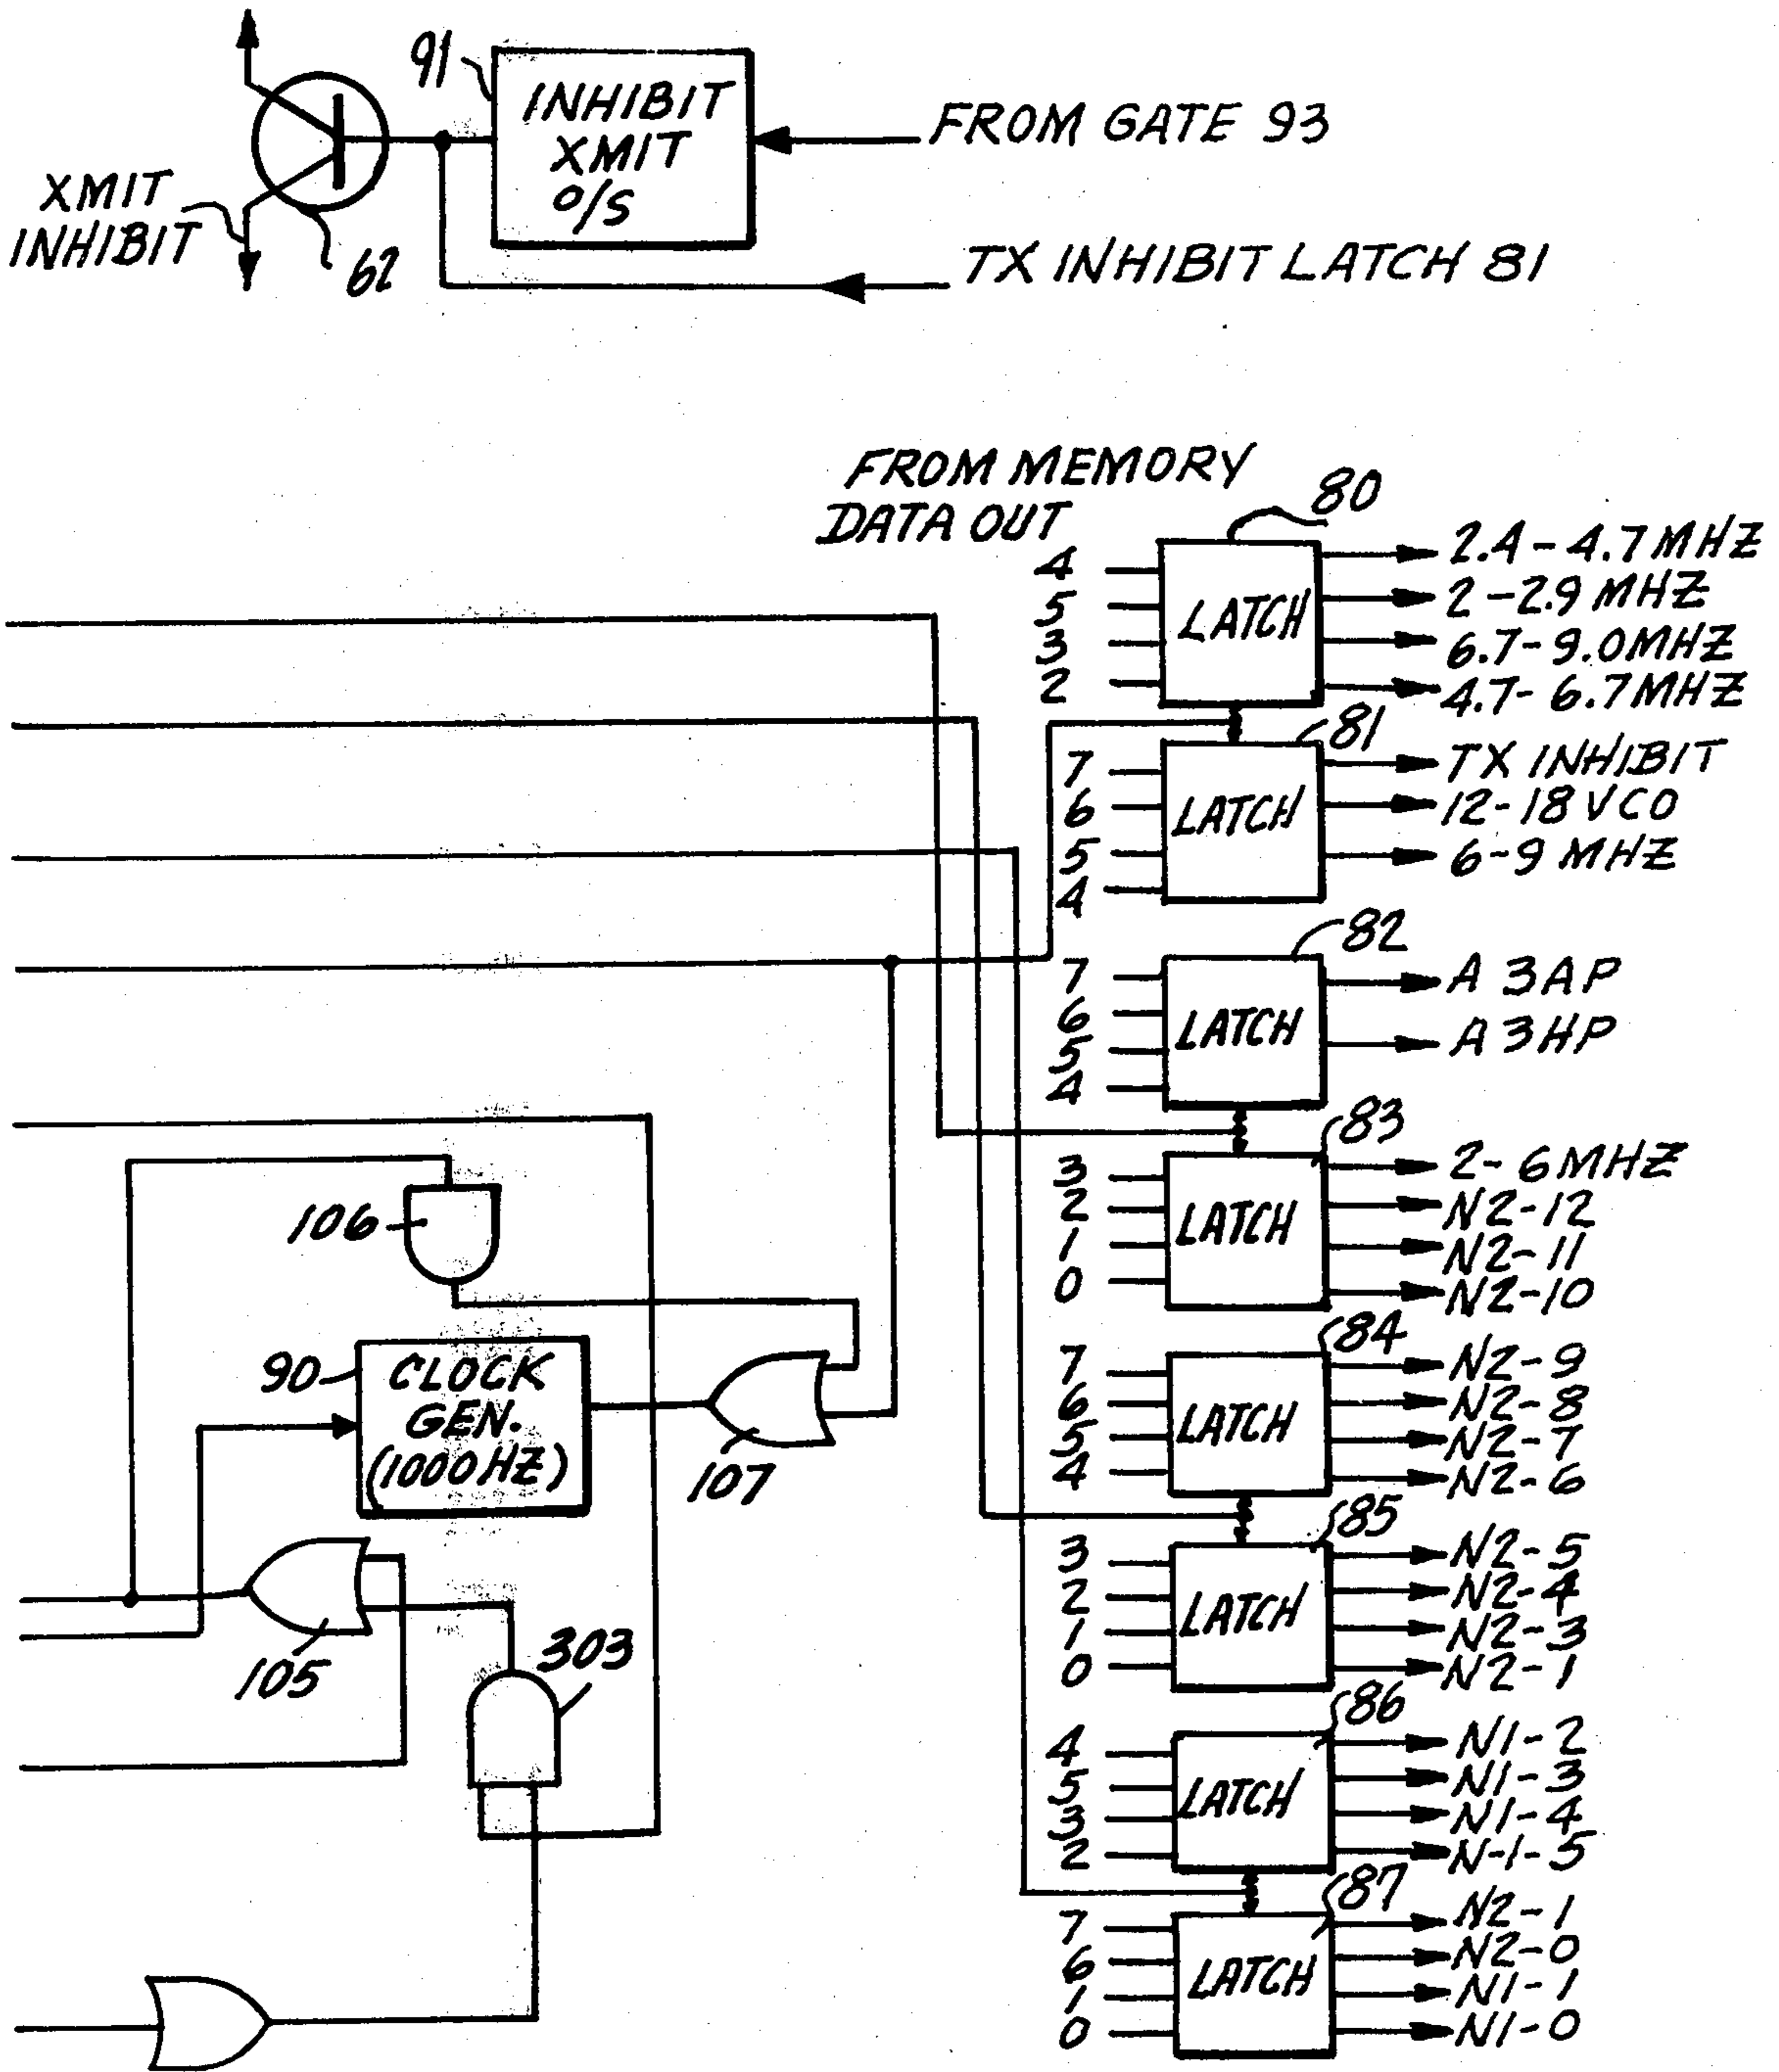 91
INHIBIT
XMIT
O/S
FROM GATE 93
XMIT
INHIBIT
62
TX INHIBIT LATCH 81
FROM MEMORY
DATA OUT
80
4
5
3
2
LATCH
2.4-4.7MHZ
2-2.9MHZ
6.7-9.0MHZ
4.7-6.7MHZ
81
7
6
5
4
LATCH
TX INHIBIT
12-18 VCO
6-9 MHZ
82
7
6
5
4
LATCH
A 3AP
A 3HP
83
3
2
1
0
LATCH
2-6MHZ
N2-12
N2-11
N2-10
84
7
6
5
4
LATCH
N2-9
N2-8
N2-7
N2-6
85
3
2
1
0
LATCH
N2-5
N2-4
N2-3
N2-1
86
4
5
3
2
LATCH
N1-2
N1-3
N1-4
N-1-5
87
7
6
1
0
LATCH
N2-1
N2-0
N1-1
N1-0
106
90
CLOCK
GEN.
(1000HZ)
107
105
303